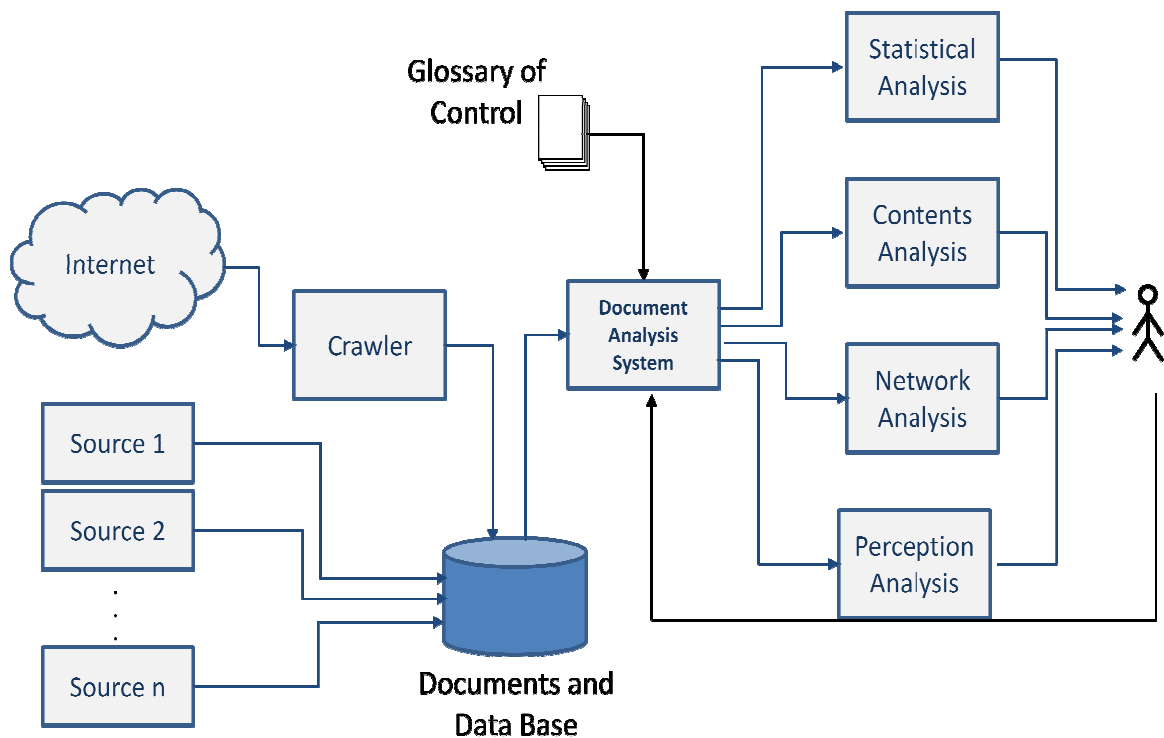 Glossary of
Control
Statistical
Analysis
Contents
Analysis
Internet
Crawler
Document
Analysis
System
Network
Analysis
Source 1
Source 2
Perception
Analysis
Source n
Documents and
Data Base